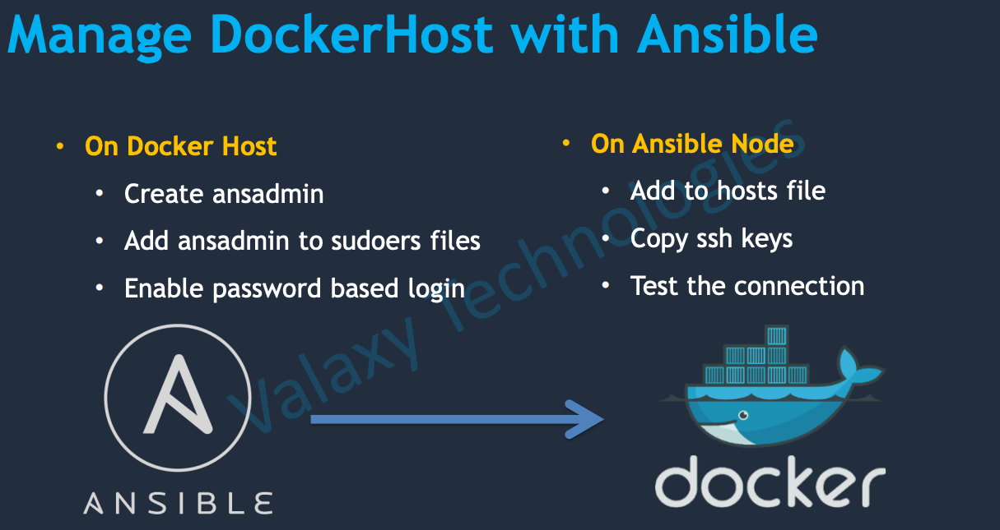 Manage DockerHost with Ansible
• On Docker Host
• Create ansadmin
• Add ansadmin to sudoers files
• Enable password based login
• On Ansible Node
• Add to hosts file
• Copy ssh keys
• Test the connection
Valaxy Technologies
ANSIBLE
docker